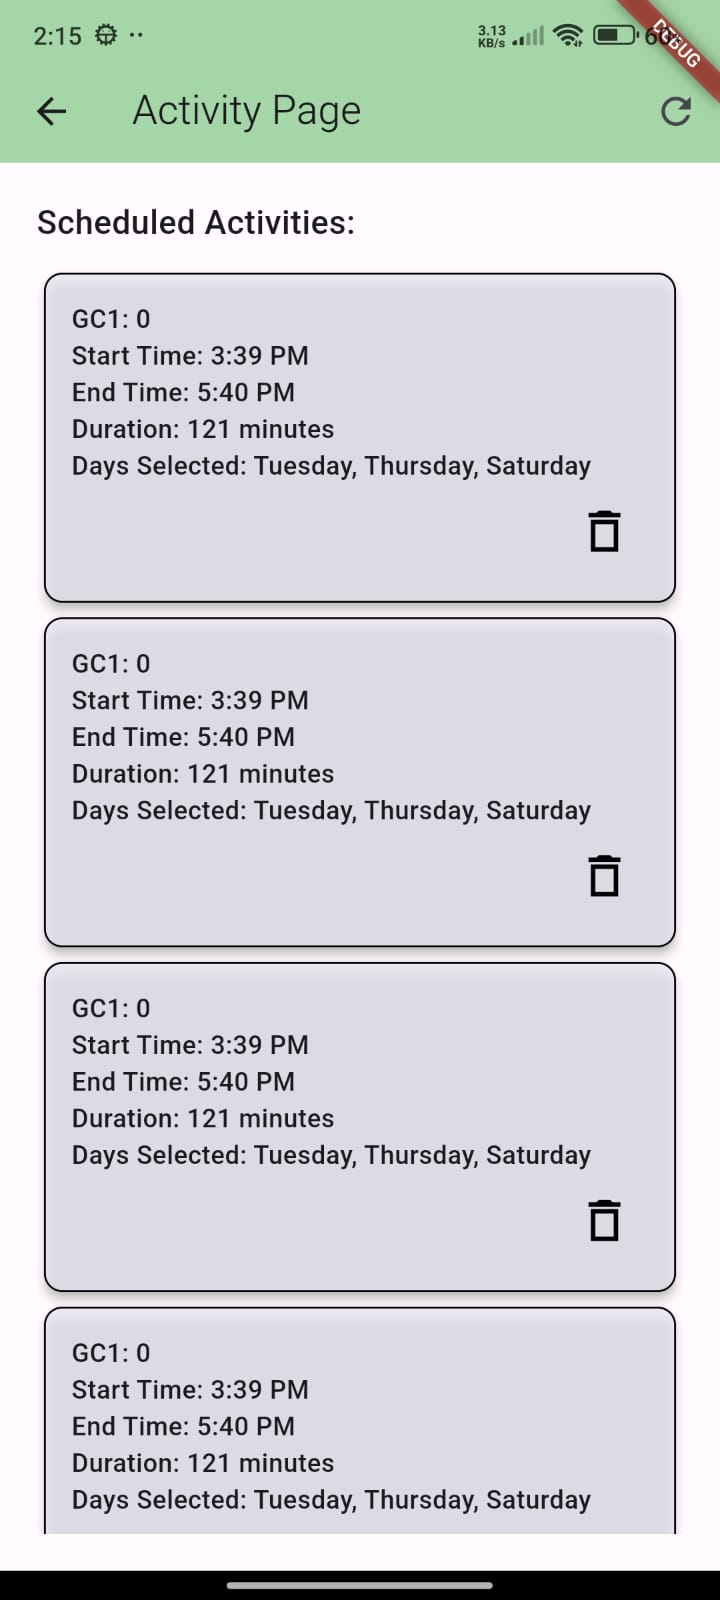 2:15
3.13
KB/s
DEBUG
Activity Page
Scheduled Activities:
GC1: 0
Start Time: 3:39 PM
End Time: 5:40 PM
Duration: 121 minutes
Days Selected: Tuesday, Thursday, Saturday
GC1: 0
Start Time: 3:39 PM
End Time: 5:40 PM
Duration: 121 minutes
Days Selected: Tuesday, Thursday, Saturday
GC1: 0
Start Time: 3:39 PM
End Time: 5:40 PM
Duration: 121 minutes
Days Selected: Tuesday, Thursday, Saturday
GC1: 0
Start Time: 3:39 PM
End Time: 5:40 PM
Duration: 121 minutes
Days Selected: Tuesday, Thursday, Saturday